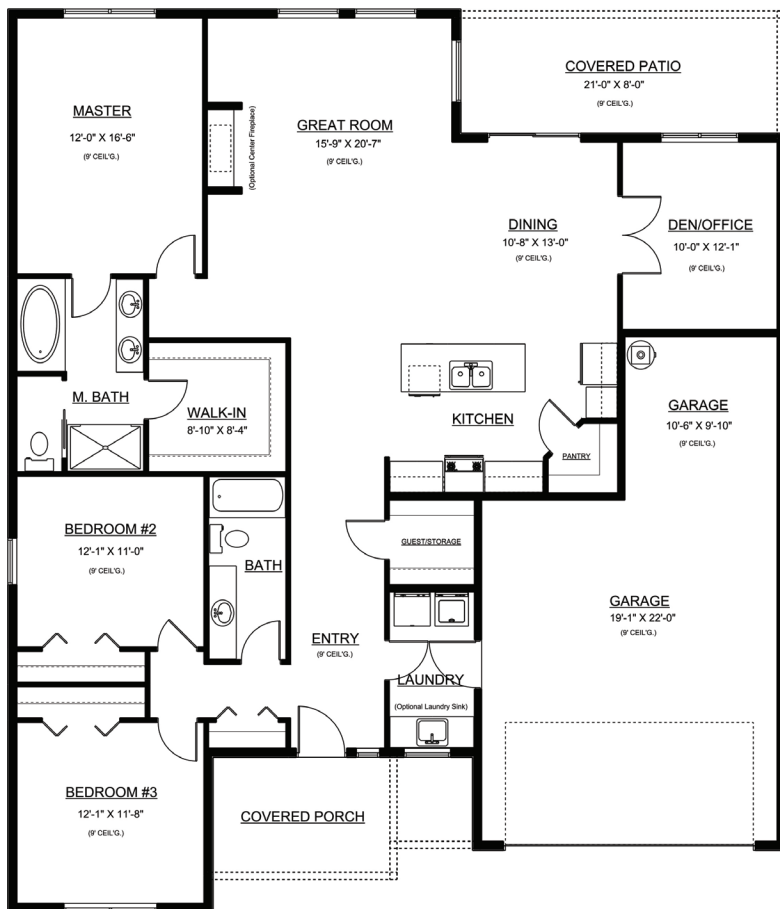 COVERED PATIO
21'-0" X 8'-0"
(9' CEIL'G.)
MASTER
12'-0" X 16'-6"
(9' CEIL'G.)
(Optional Center Fireplace)
GREAT ROOM
15'-9" X 20'-7"
(9' CEIL'G.)
DINING
10'-8" X 13'-0"
(9' CEIL'G.)
DEN/OFFICE
10'-0" X 12'-1"
(9' CEIL'G.)
M. BATH
WALK-IN
8'-10" X 8'-4"
KITCHEN
PANTRY
GARAGE
10'-6" X 9'-10"
(9' CEIL'G.)
BEDROOM #2
12'-1" X 11'-0"
(9' CEIL'G.)
BATH
GUEST/STORAGE
ENTRY
(9' CEIL'G.)
GARAGE
19'-1" X 22'-0"
(9' CEIL'G.)
LAUNDRY
(Optional Laundry Sink)
BEDROOM #3
12'-1" X 11'-8"
(9' CEIL'G.)
COVERED PORCH